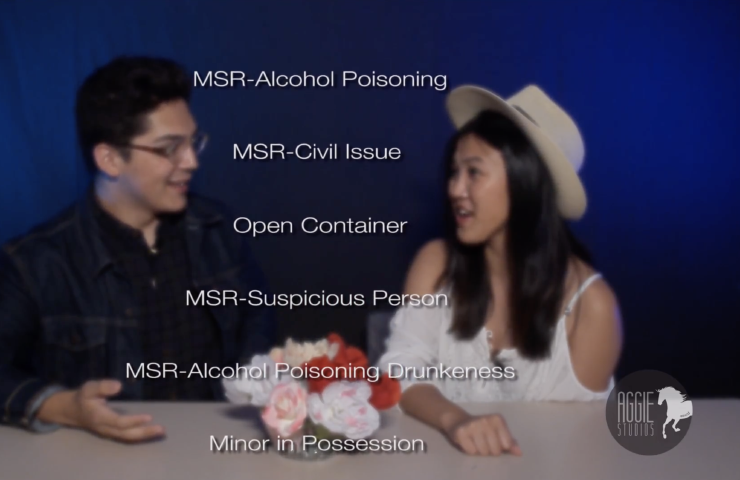 MSR-Alcohol Poisoning
MSR-Civil Issue
Open Container
MSR-Suspicious Person
MSR-Alcohol Poisoning Drunkeness
Minor in Possession
AGGIE
STUDIOS